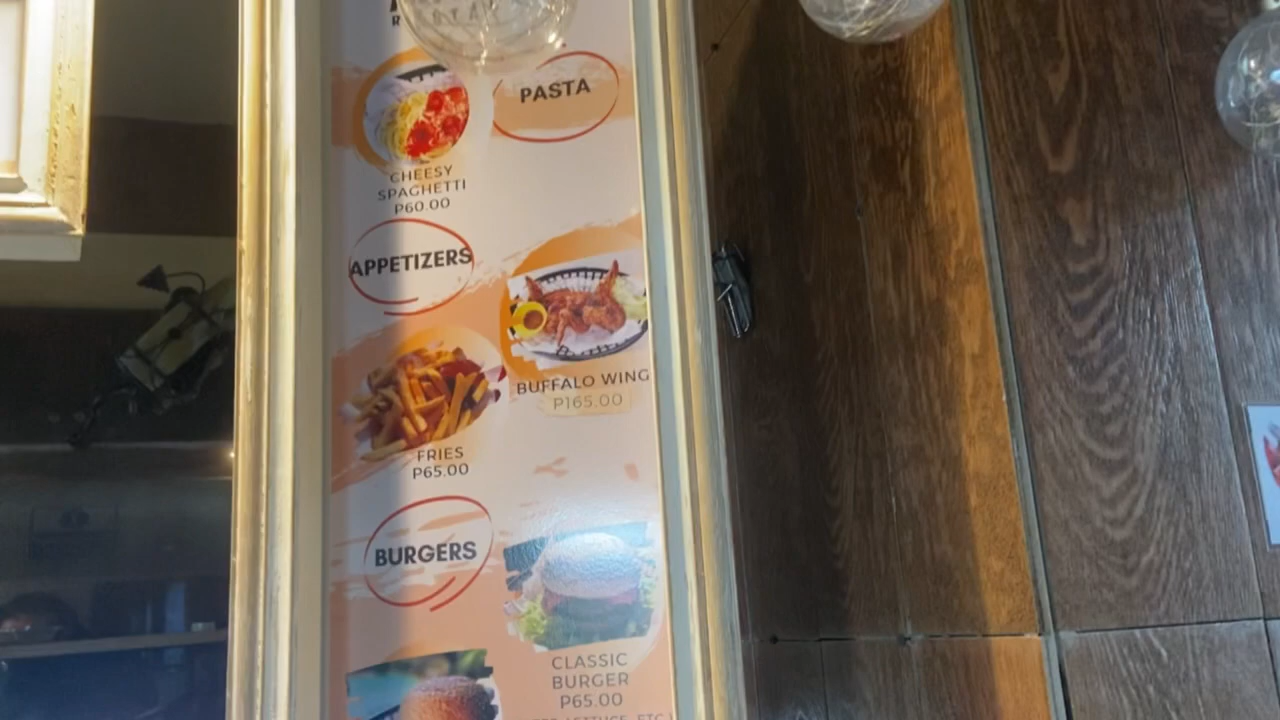 PASTA
CHEESY
SPAGHETTI
P60.00
APPETIZERS
BUFFALO WING
P165.00
FRIES
P65.00
BURGERS
CLASSIC
BURGER
P65.00